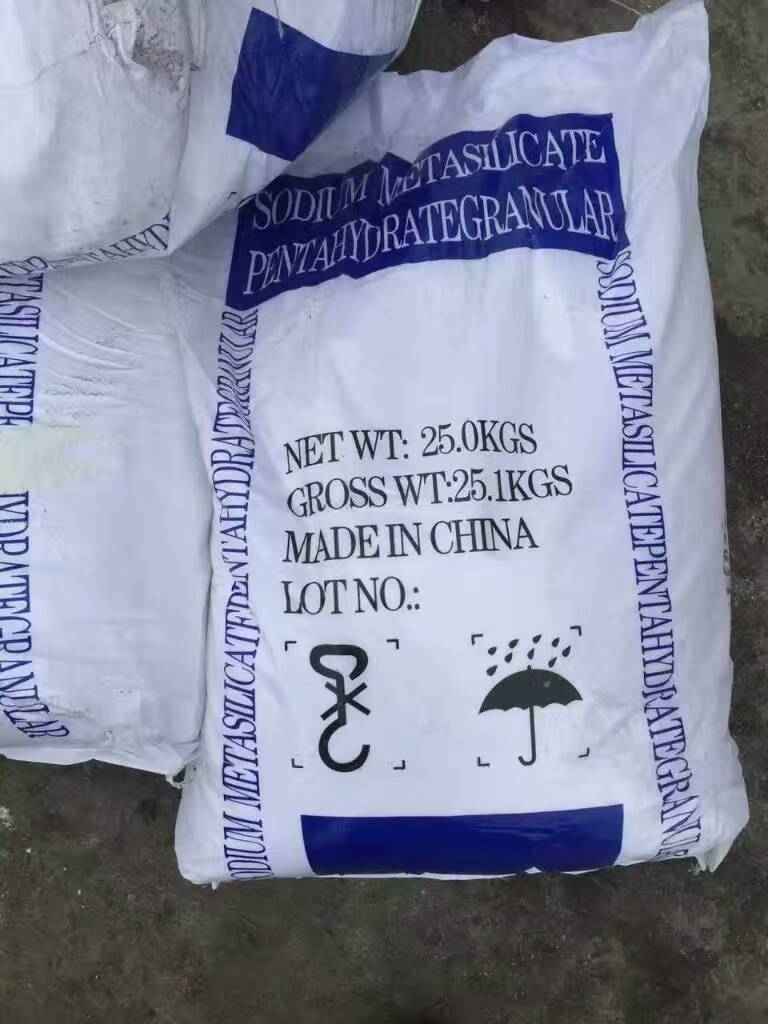 SODIUM METASILICATE
PENTAHYDRATEGRANULAR
NET WT: 25.0KGS
GROSS WT:25.1KGS
MADE IN CHINA
LOT NO.:
SODIUM METASILICATEPENTAHYDRATEGRANULAR
SODIUM METASILICATEPENTAHYDRATEGRANU